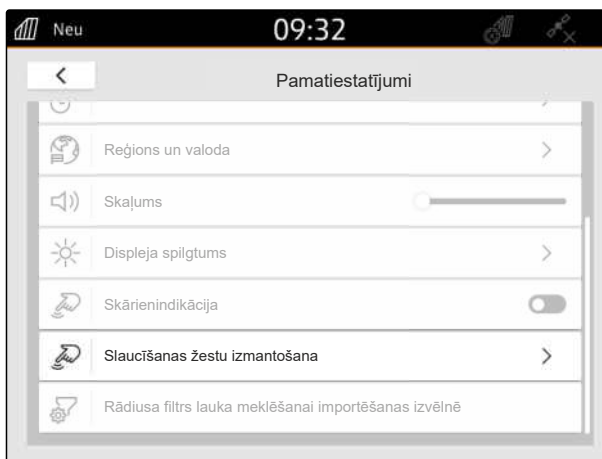 Neu
09:32
Pamatiestatījumi
Reģions un valoda
Skaļums
Displeja spilgtums
Skārienindikācija
Slaucīšanas žestu izmantošana
Rādiusa filtrs lauka meklēšanai importēšanas izvēlnē